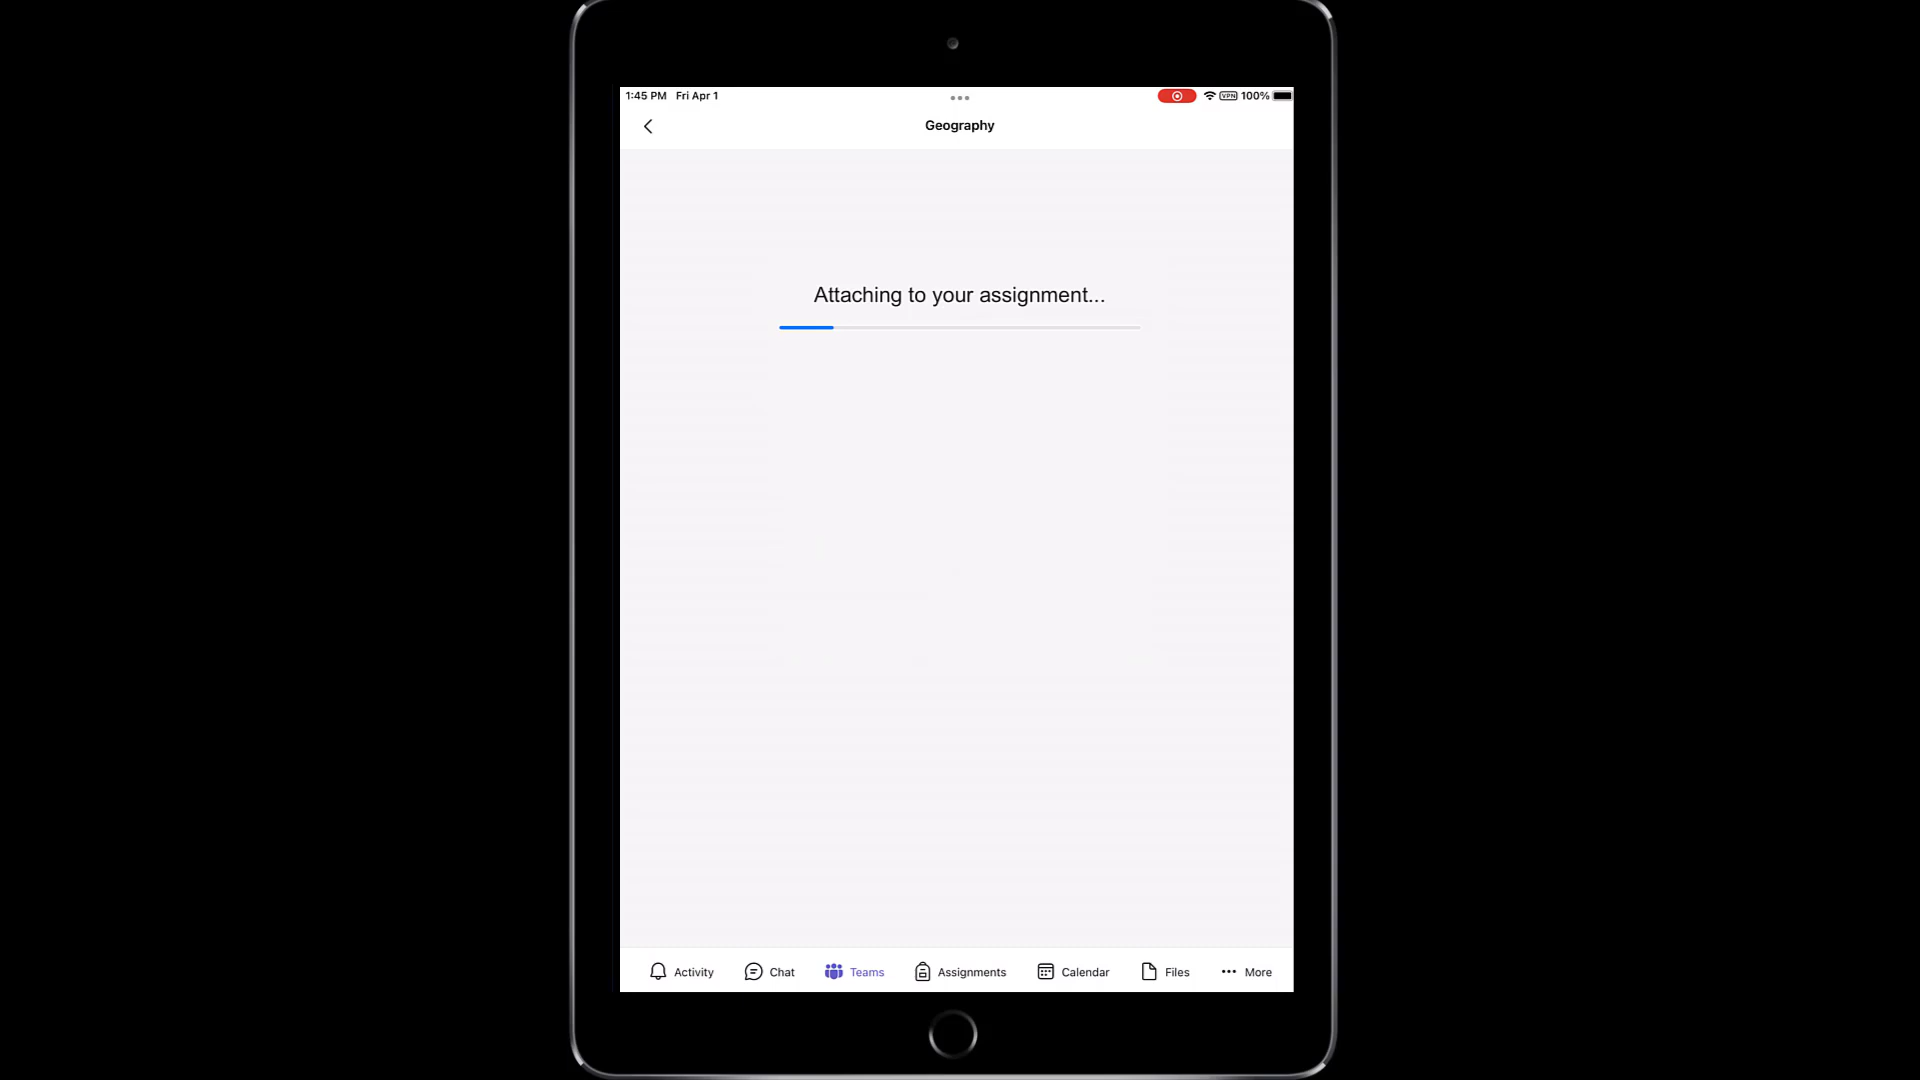 1:45 PM Fri Apr 1
VPN 100%
Geography
Attaching to your assignment...
Activity
Chat
Teams
Assignments
Calendar
Files
More